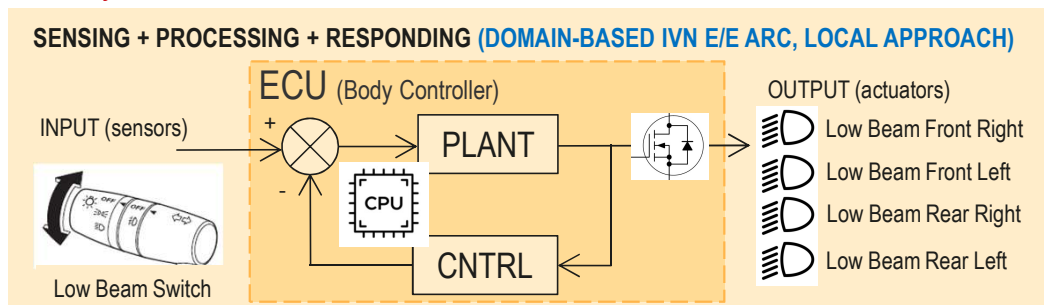 SENSING + PROCESSING + RESPONDING (DOMAIN-BASED IVN E/E ARC, LOCAL APPROACH)
ECU (Body Controller)
OUTPUT (actuators)
INPUT (sensors)
+
-
PLANT
CPU
CNTRL
OFF
OFF
Low Beam Switch
Low Beam Front Right
Low Beam Front Left
Low Beam Rear Right
Low Beam Rear Left